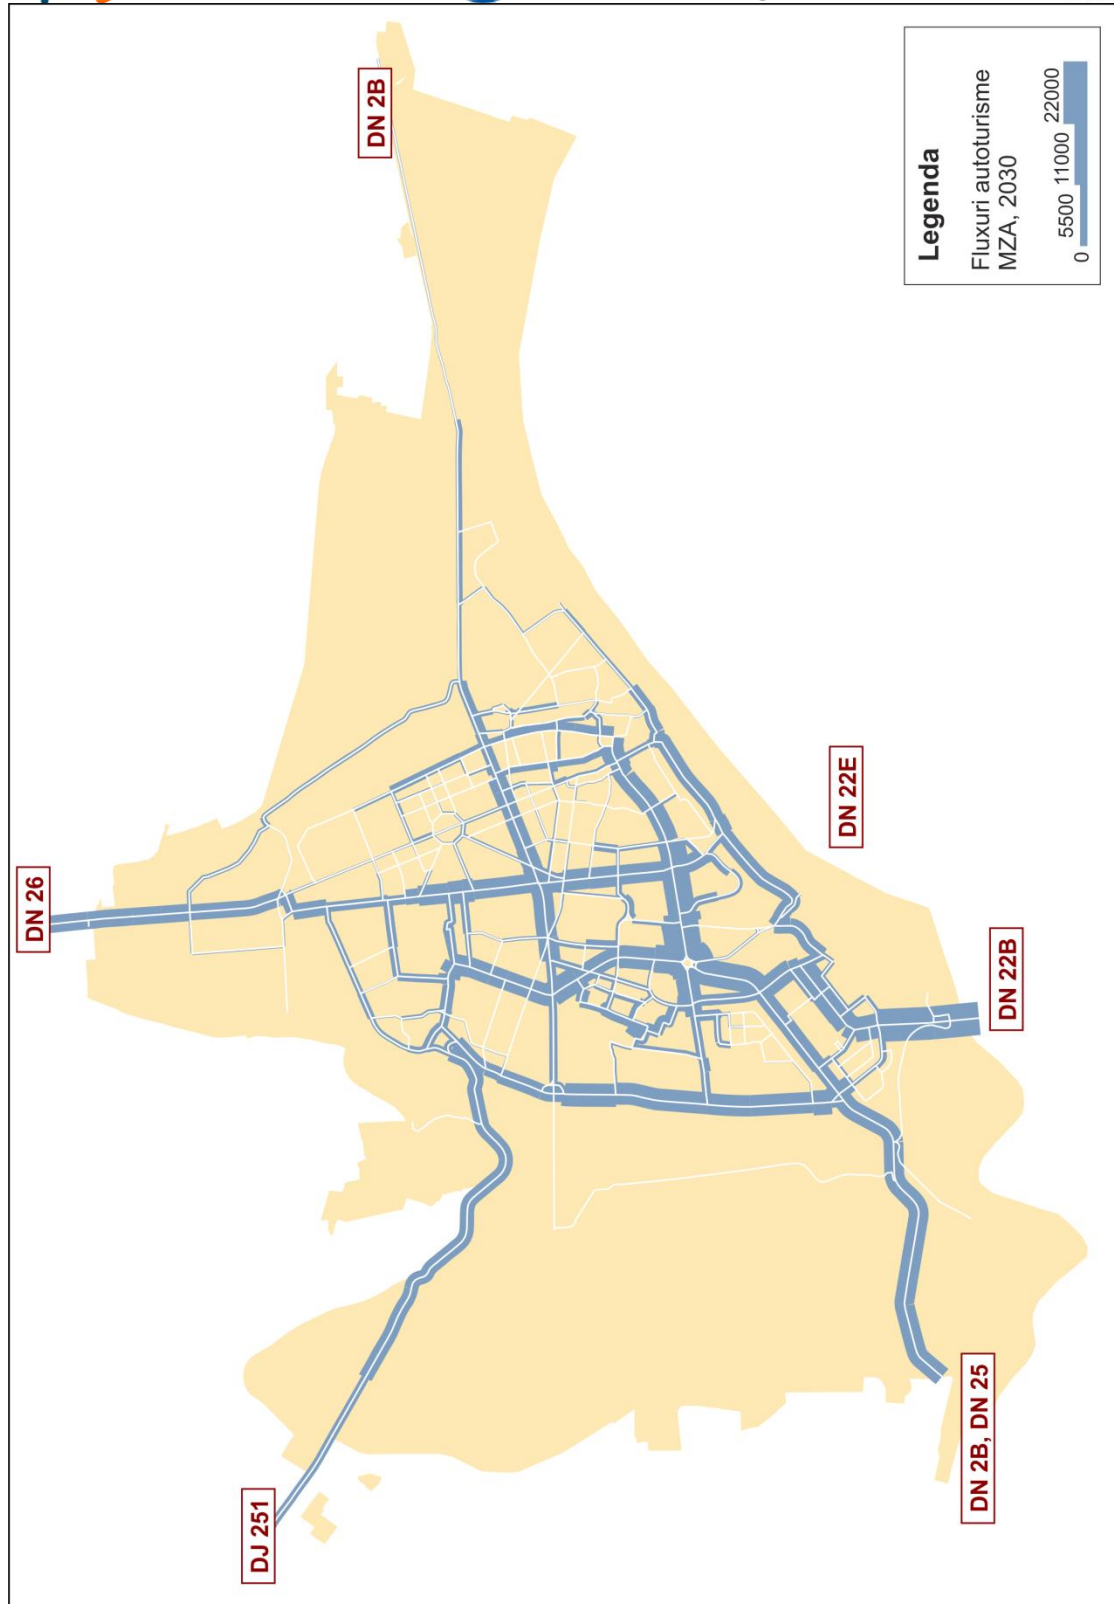 DN 2B
DN 26
DN 22E
DN 22B
DN 2B, DN 25
DJ 251
Legenda
Fluxuri autoturisme
MZA, 2030
0 5500 11000 22000